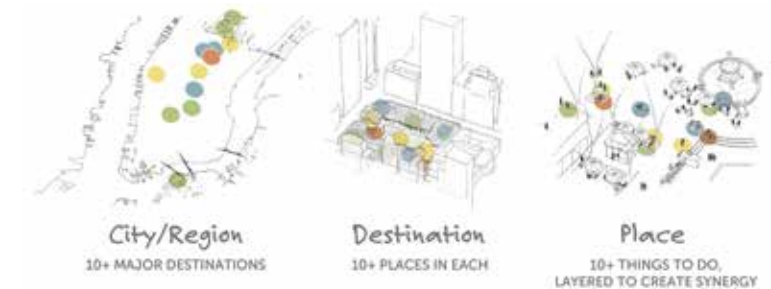 City/Region
10+ MAJOR DESTINATIONS
Destination
10+ PLACES IN EACH
Place
10+ THINGS TO DO,
LAYERED TO CREATE SYNERGY